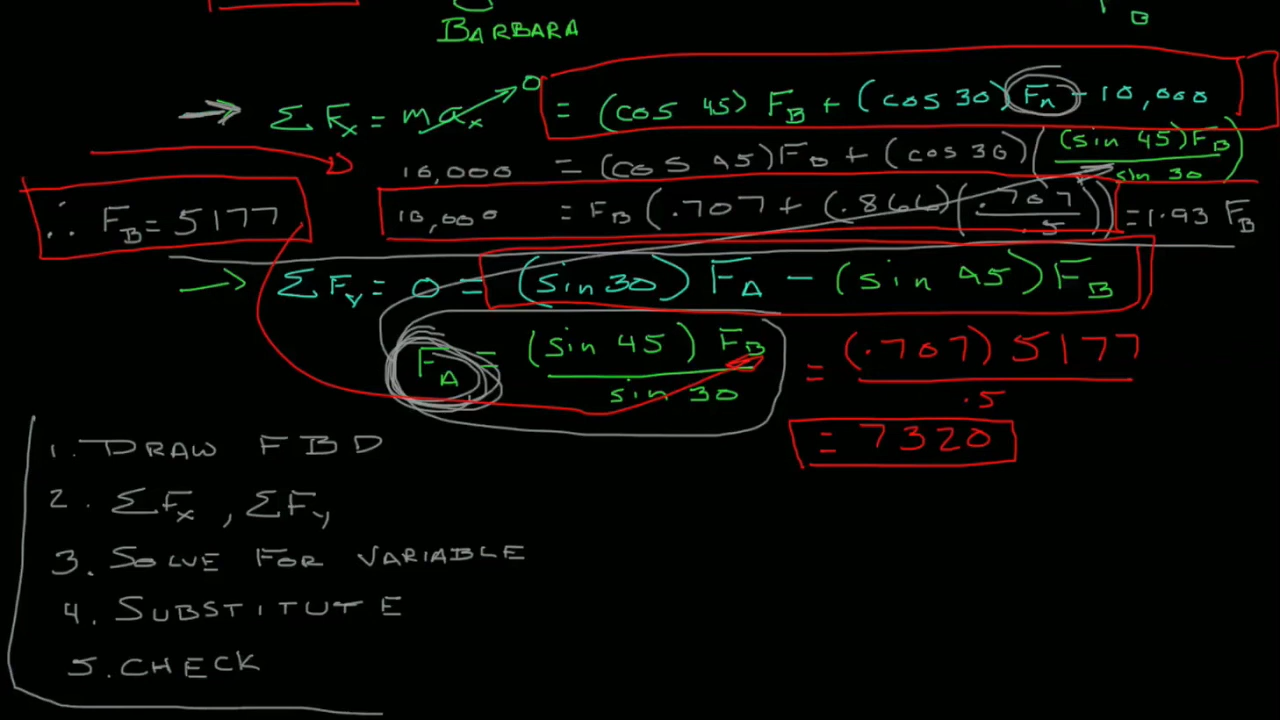 B
BARBARA
Σ Fx = max → 0 = (cos 45) FB + (cos 30) FA - 10,000
10,000 = (cos 45) FB + (cos 30) ((sin 45) FB / sin 30)
∴ FB = 5177 10,000 = FB (.707 + (.866) (.707 / .5)) = 1.93 FB
→ Σ Fy = 0 = (sin 30) FA - (sin 45) FB
FA = (sin 45) FB / sin 30 = (.707) 5177 / .5
= 7320
1. DRAW FBD
2. ΣFx , ΣFy
3. SOLVE FOR VARIABLE
4. SUBSTITUTE
5. CHECK